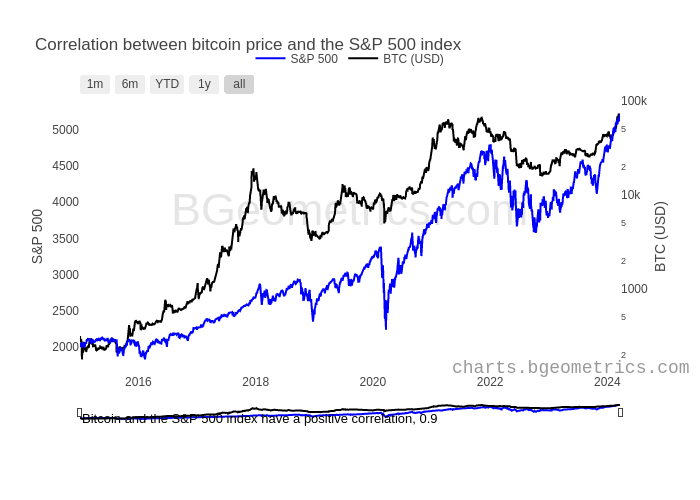 Correlation between bitcoin price and the S&P 500 index
S&P 500 BTC (USD)
1m 6m YTD 1y all
100k
5000 5
4500 2
4000 10k
BGeometrics.com
3500 5
3000 2
2500 1000
5
2000 2
S&P 500
BTC (USD)
charts.bgeometrics.com
2016 2018 2020 2022 2024
Bitcoin and the S&P 500 index have a positive correlation, 0.9